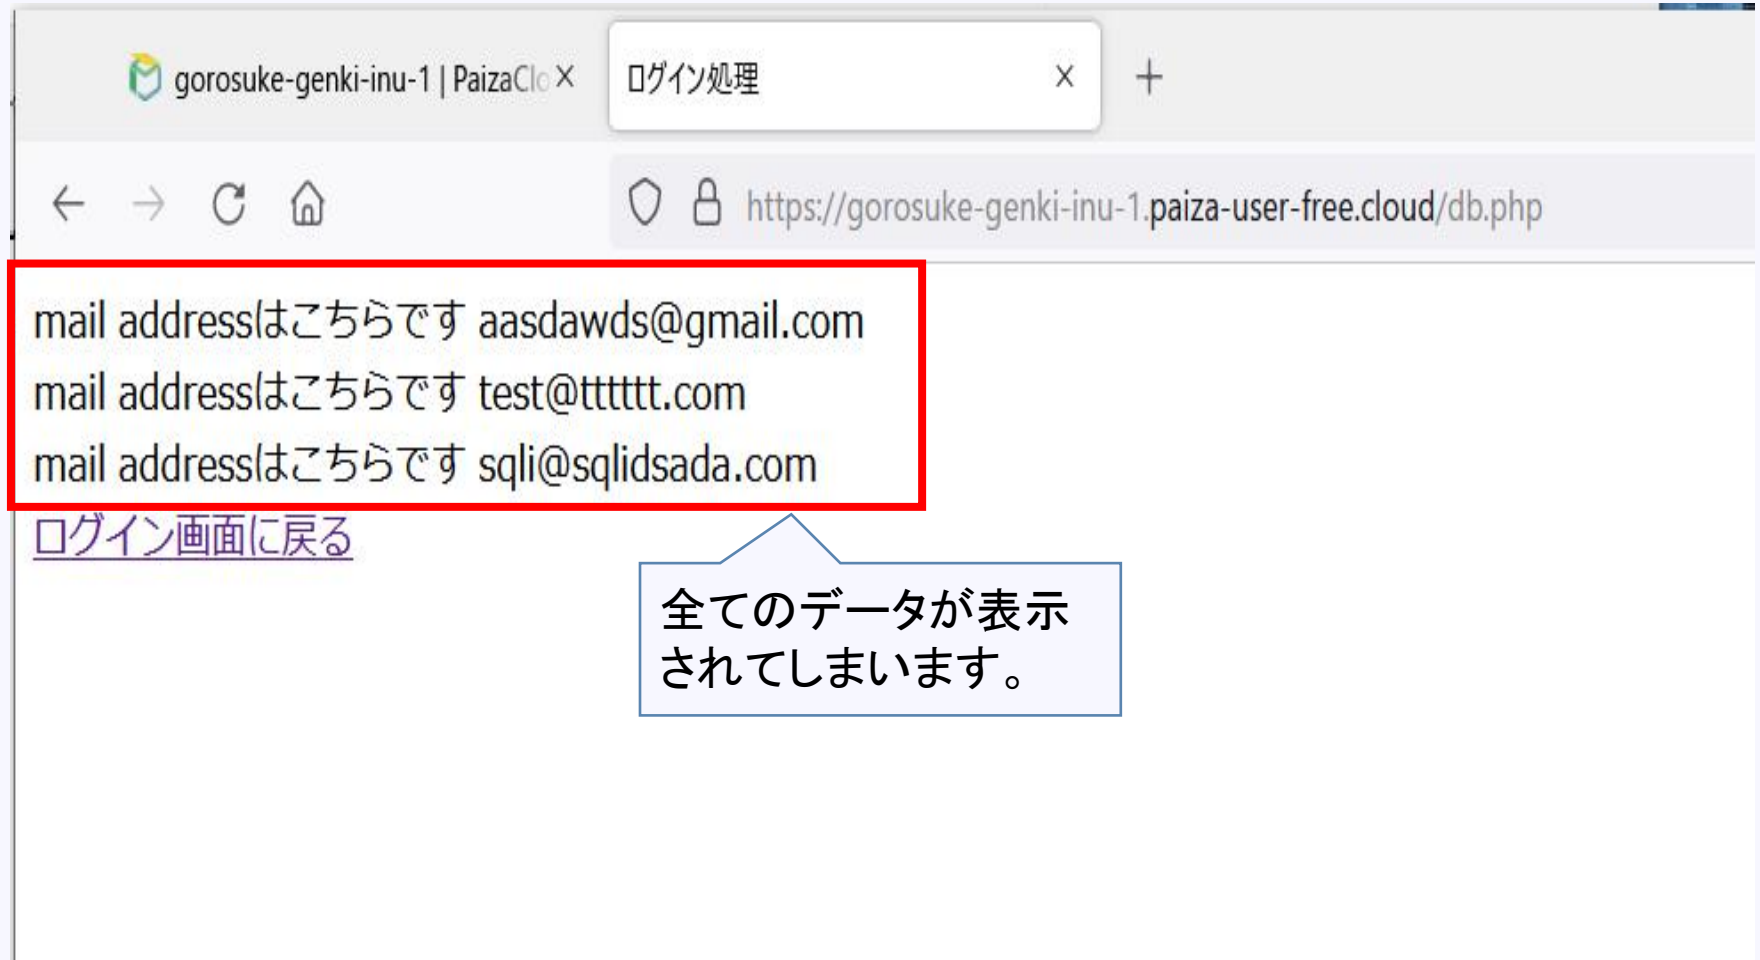 gorosuke-genki-inu-1 | PaizaClo
ログイン処理
https://gorosuke-genki-inu-1.paiza-user-free.cloud/db.php
mail addressはこちらです aasdawds@gmail.com
mail addressはこちらです test@tttttt.com
mail addressはこちらです sqli@sqlidsada.com
ログイン画面に戻る
全てのデータが表示
されてしまいます。